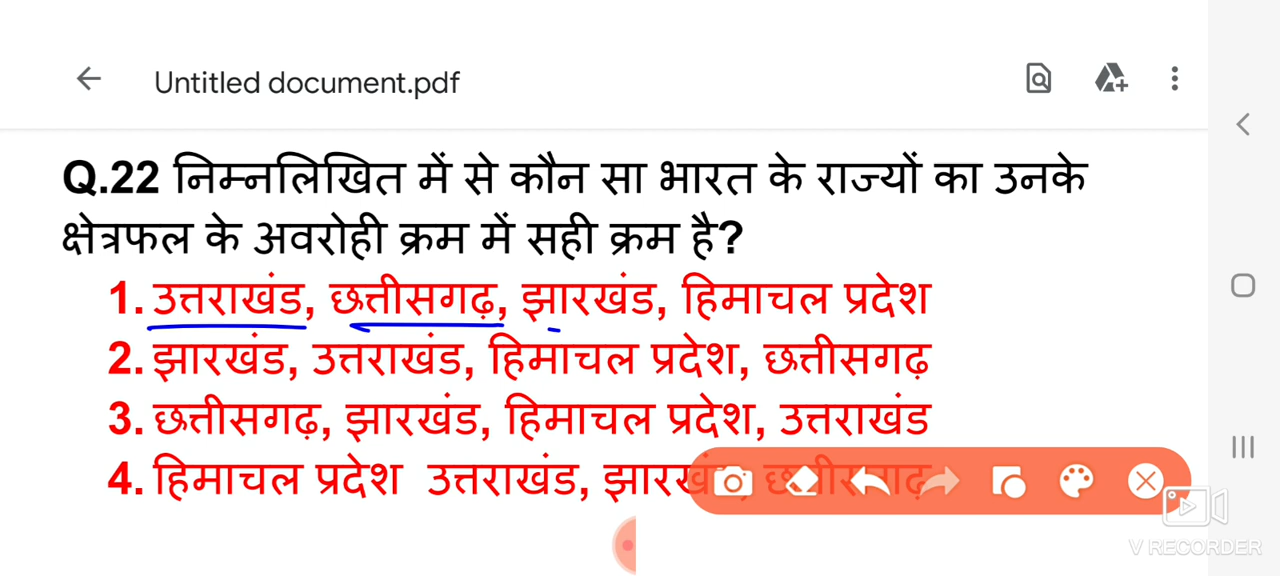 Untitled document.pdf
Q.22 निम्नलिखित में से कौन सा भारत के राज्यों का उनके
क्षेत्रफल के अवरोही क्रम में सही क्रम है?
1. उत्तराखंड, छत्तीसगढ़, झारखंड, हिमाचल प्रदेश
2. झारखंड, उत्तराखंड, हिमाचल प्रदेश, छत्तीसगढ़
3. छत्तीसगढ़, झारखंड, हिमाचल प्रदेश, उत्तराखंड
4. हिमाचल प्रदेश उत्तराखंड, झारखंड, छत्तीसगढ़
V RECORDER